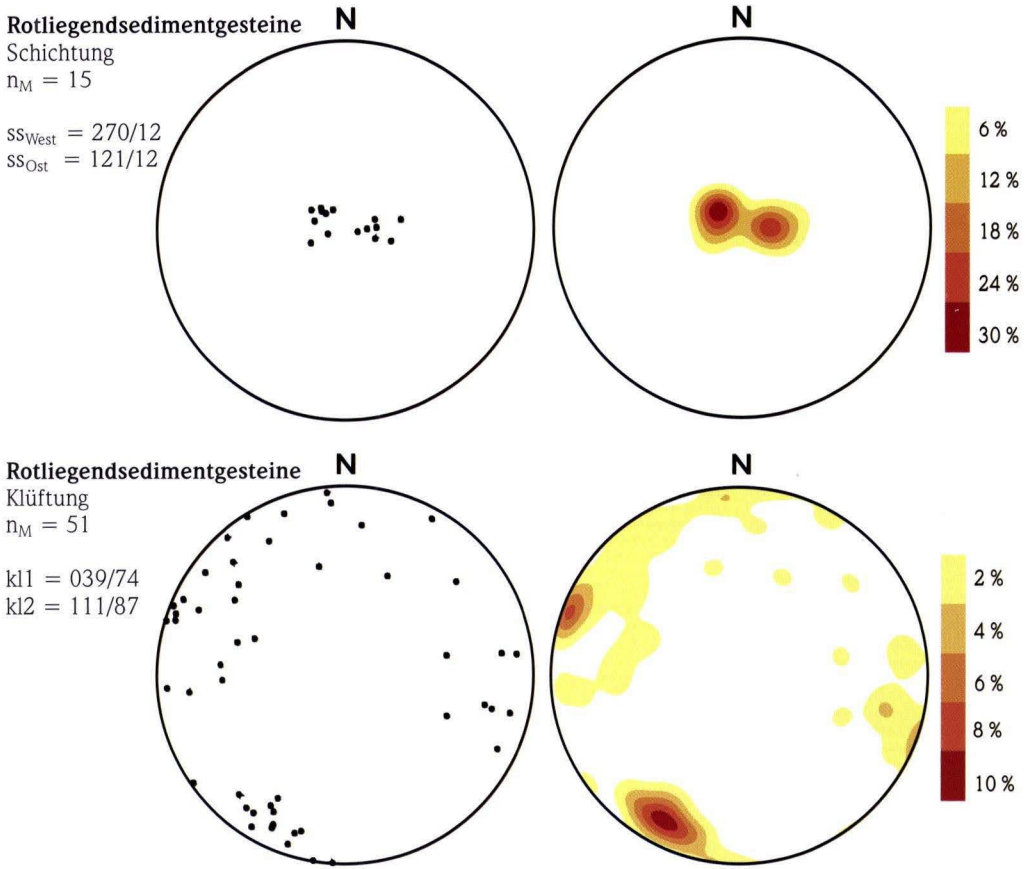 Rotliegendsedimentgesteine
Schichtung
n_M = 15
ss_West = 270/12
ss_Ost = 121/12
N
N
6 %
12 %
18 %
24 %
30 %
Rotliegendsedimentgesteine
Klüftung
n_M = 51
kl1 = 039/74
kl2 = 111/87
N
N
2 %
4 %
6 %
8 %
10 %